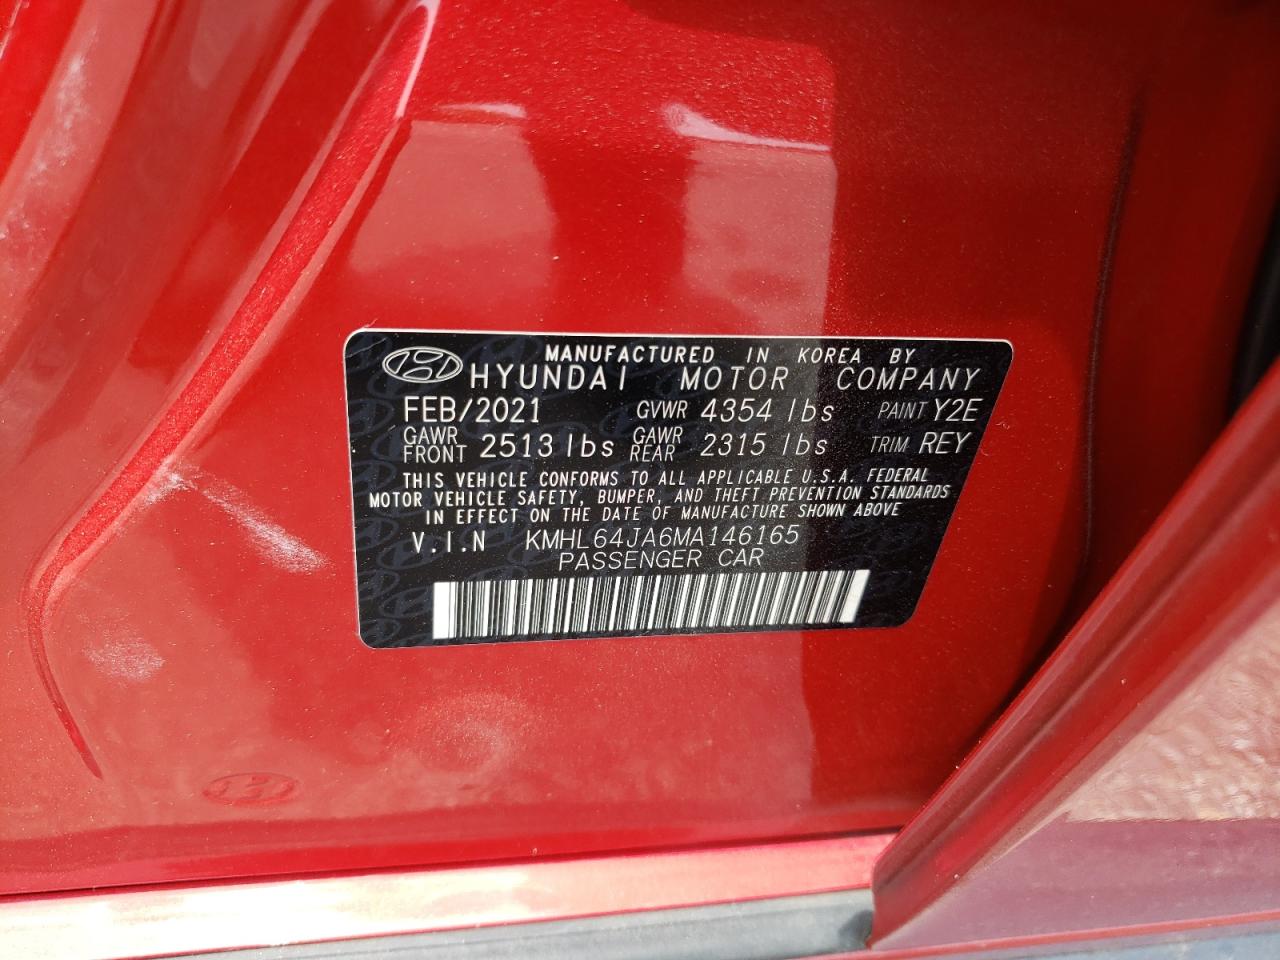 MANUFACTURED IN KOREA BY
HYUNDAI MOTOR COMPANY
FEB/2021 GVWR 4354 lbs PAINT Y2E
GAWR FRONT 2513 lbs GAWR REAR 2315 lbs TRIM REY
THIS VEHICLE CONFORMS TO ALL APPLICABLE U.S.A. FEDERAL
MOTOR VEHICLE SAFETY, BUMPER, AND THEFT PREVENTION STANDARDS
IN EFFECT ON THE DATE OF MANUFACTURE SHOWN ABOVE
V.I.N KMHL64JA6MA146165
PASSENGER CAR